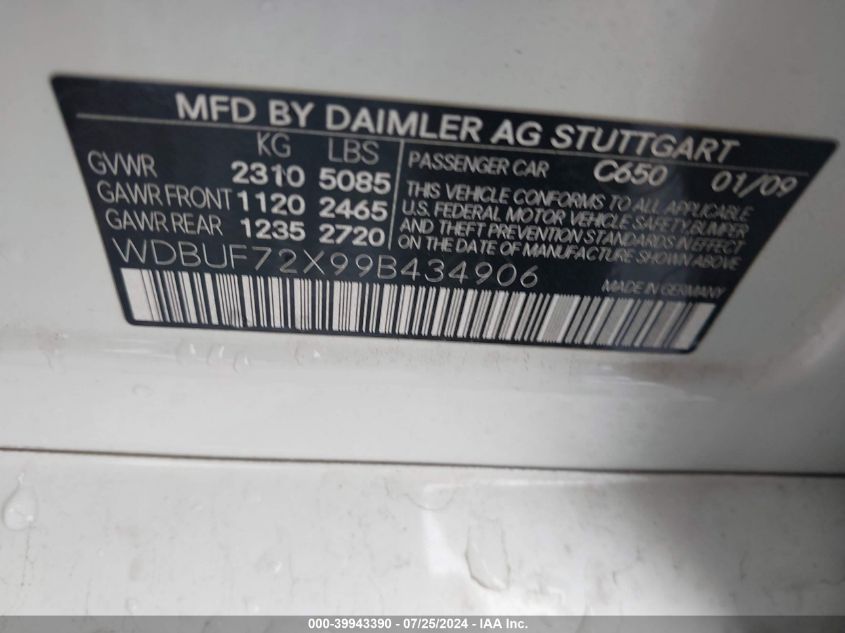 MFD BY DAIMLER AG STUTTGART
KG LBS
GVWR 2310 5085
GAWR FRONT 1120 2465
GAWR REAR 1235 2720
PASSENGER CAR C650 01/09
THIS VEHICLE CONFORMS TO ALL APPLICABLE
U.S. FEDERAL MOTOR VEHICLE SAFETY, BUMPER
AND THEFT PREVENTION STANDARDS IN EFFECT
ON THE DATE OF MANUFACTURE SHOWN ABOVE
WDBUF72X99B434906
MADE IN GERMANY
000-39943390 - 07/25/2024 - IAA Inc.